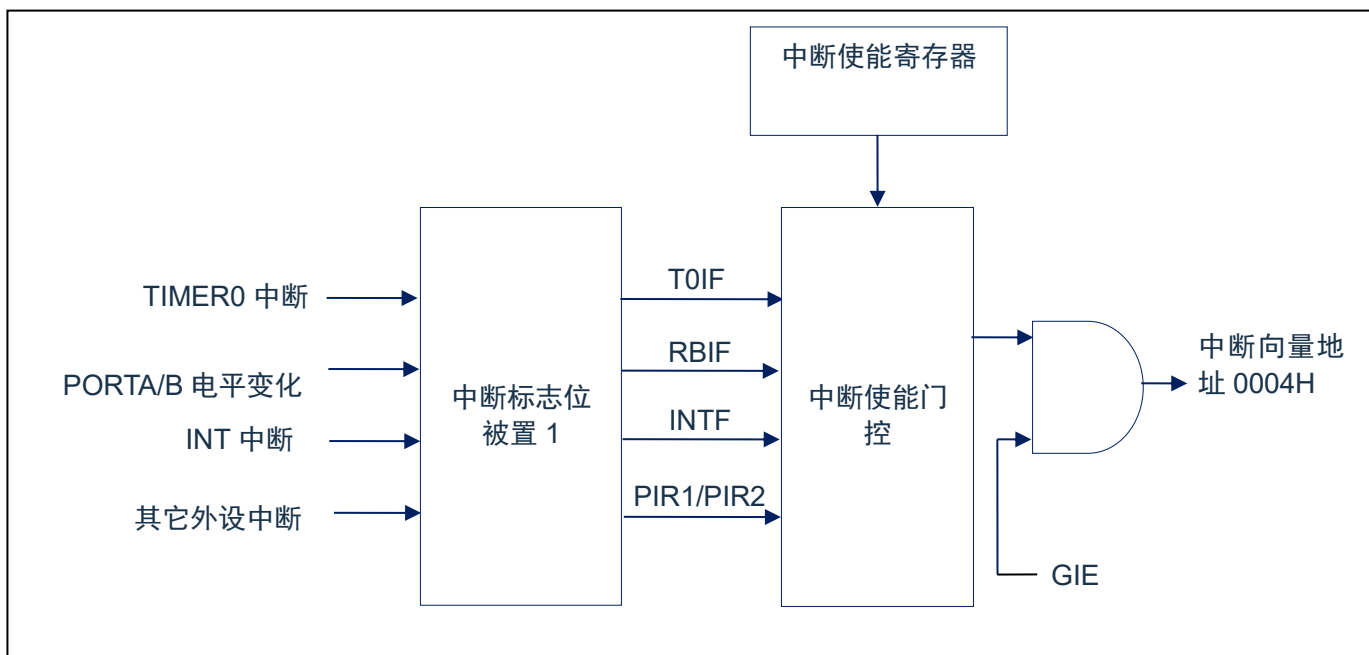 中断使能寄存器
TIMER0 中断
PORTA/B 电平变化
INT 中断
其它外设中断
中断标志位
被置 1
T0IF
RBIF
INTF
PIR1/PIR2
中断使能门
控
中断向量地
址 0004H
GIE